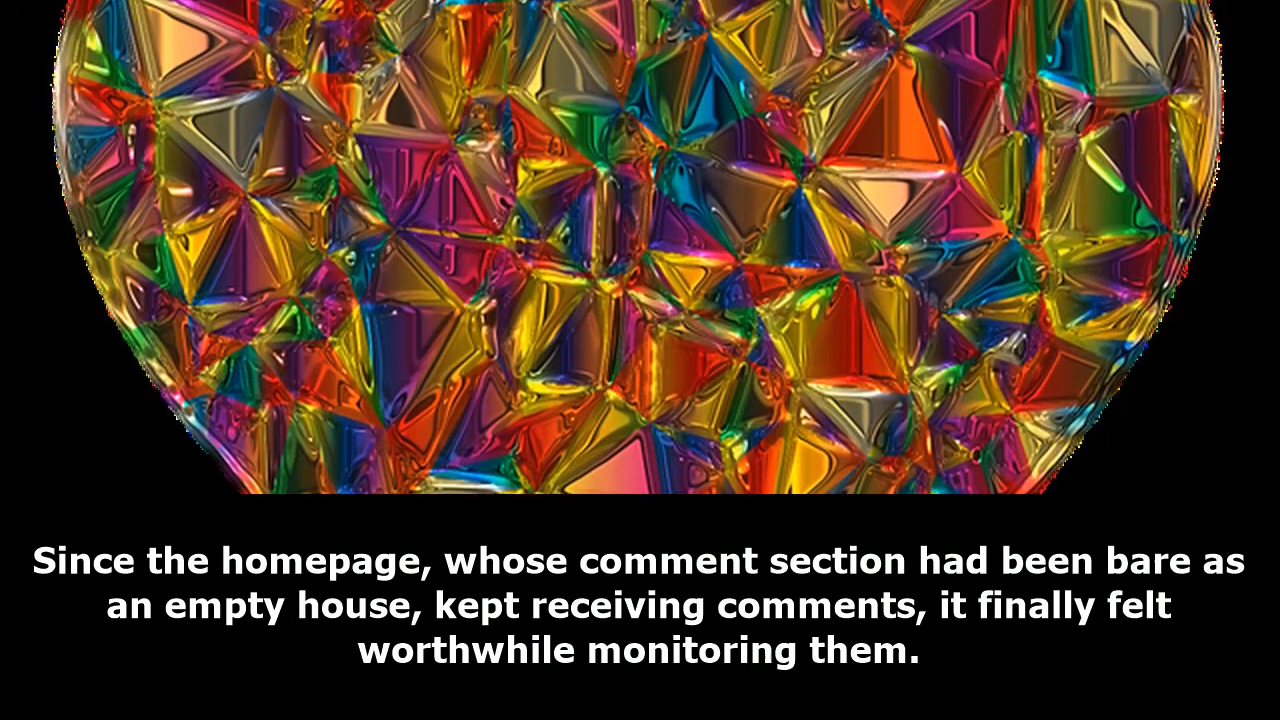 Since the homepage, whose comment section had been bare as
an empty house, kept receiving comments, it finally felt
worthwhile monitoring them.